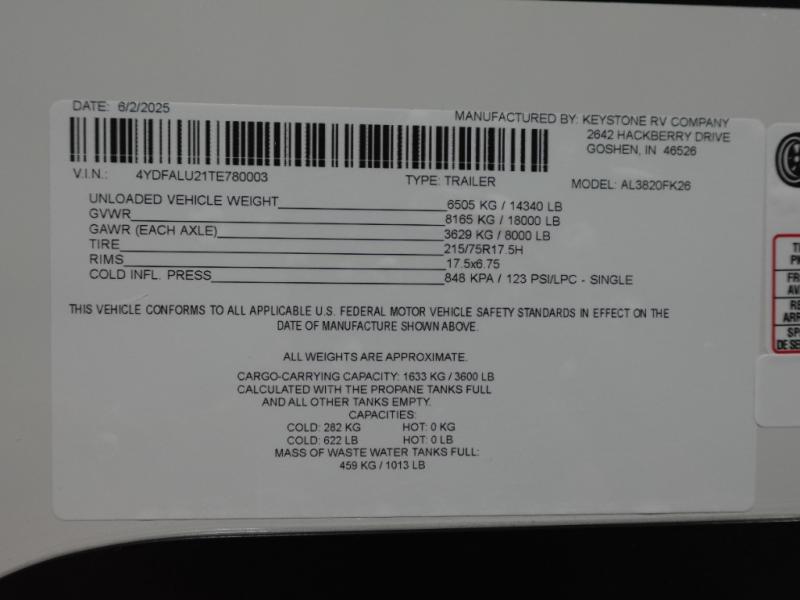 DATE: 6/2/2025
MANUFACTURED BY: KEYSTONE RV COMPANY
2642 HACKBERRY DRIVE
GOSHEN, IN 46526
V.I.N.: 4YDFALU21TE780003 TYPE: TRAILER MODEL: AL3820FK26
UNLOADED VEHICLE WEIGHT 6505 KG / 14340 LB
GVWR 8165 KG / 18000 LB
GAWR (EACH AXLE) 3629 KG / 8000 LB
TIRE 215/75R17.5H
RIMS 17.5x6.75
COLD INFL. PRESS 848 KPA / 123 PSI/LPC - SINGLE
THIS VEHICLE CONFORMS TO ALL APPLICABLE U.S. FEDERAL MOTOR VEHICLE SAFETY STANDARDS IN EFFECT ON THE
DATE OF MANUFACTURE SHOWN ABOVE.
ALL WEIGHTS ARE APPROXIMATE.
CARGO-CARRYING CAPACITY: 1633 KG / 3600 LB
CALCULATED WITH THE PROPANE TANKS FULL
AND ALL OTHER TANKS EMPTY.
CAPACITIES:
COLD: 282 KG HOT: 0 KG
COLD: 622 LB HOT: 0 LB
MASS OF WASTE WATER TANKS FULL:
459 KG / 1013 LB